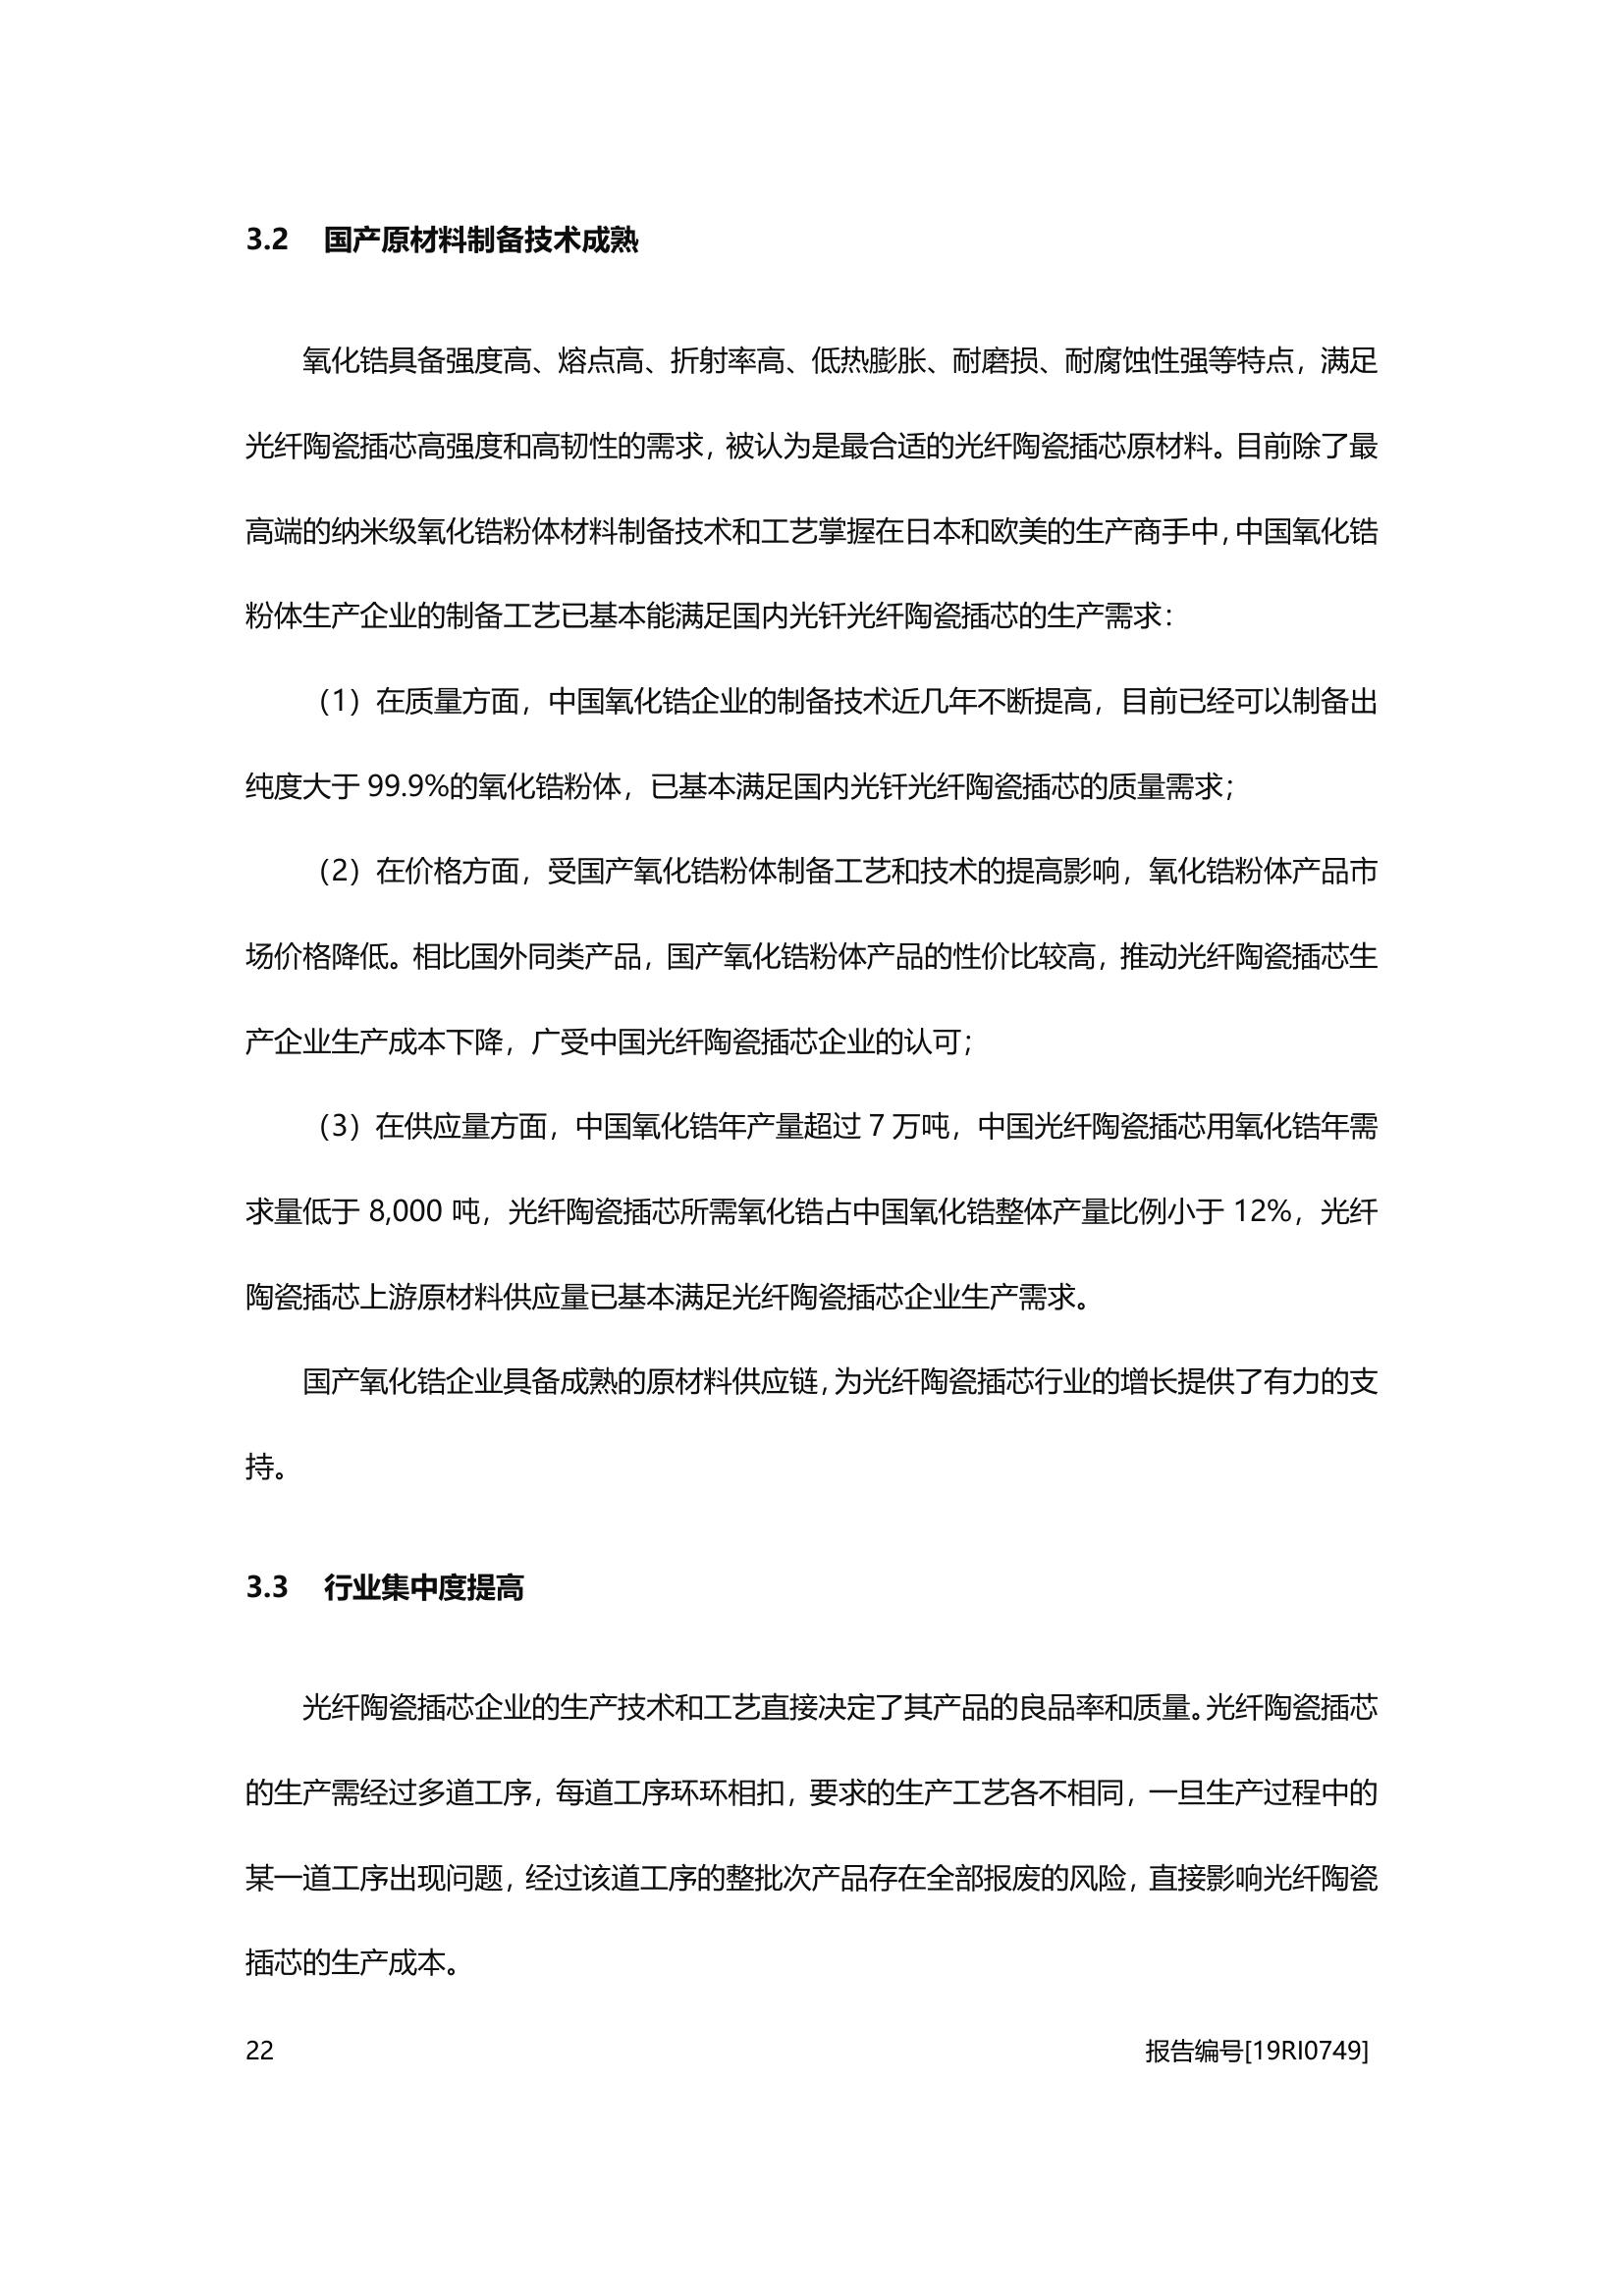 3.2 国产原材料制备技术成熟
氧化锆具备强度高、熔点高、折射率高、低热膨胀、耐磨损、耐腐蚀性强等特点，满足
光纤陶瓷插芯高强度和高韧性的需求，被认为是最合适的光纤陶瓷插芯原材料。目前除了最
高端的纳米级氧化锆粉体材料制备技术和工艺掌握在日本和欧美的生产商手中，中国氧化锆
粉体生产企业的制备工艺已基本能满足国内光钎光纤陶瓷插芯的生产需求：
（1）在质量方面，中国氧化锆企业的制备技术近几年不断提高，目前已经可以制备出
纯度大于 99.9%的氧化锆粉体，已基本满足国内光钎光纤陶瓷插芯的质量需求；
（2）在价格方面，受国产氧化锆粉体制备工艺和技术的提高影响，氧化锆粉体产品市
场价格降低。相比国外同类产品，国产氧化锆粉体产品的性价比较高，推动光纤陶瓷插芯生
产企业生产成本下降，广受中国光纤陶瓷插芯企业的认可；
（3）在供应量方面，中国氧化锆年产量超过 7 万吨，中国光纤陶瓷插芯用氧化锆年需
求量低于 8,000 吨，光纤陶瓷插芯所需氧化锆占中国氧化锆整体产量比例小于 12%，光纤
陶瓷插芯上游原材料供应量已基本满足光纤陶瓷插芯企业生产需求。
国产氧化锆企业具备成熟的原材料供应链，为光纤陶瓷插芯行业的增长提供了有力的支
持。
3.3 行业集中度提高
光纤陶瓷插芯企业的生产技术和工艺直接决定了其产品的良品率和质量。光纤陶瓷插芯
的生产需经过多道工序，每道工序环环相扣，要求的生产工艺各不相同，一旦生产过程中的
某一道工序出现问题，经过该道工序的整批次产品存在全部报废的风险，直接影响光纤陶瓷
插芯的生产成本。
22 报告编号[19RI0749]